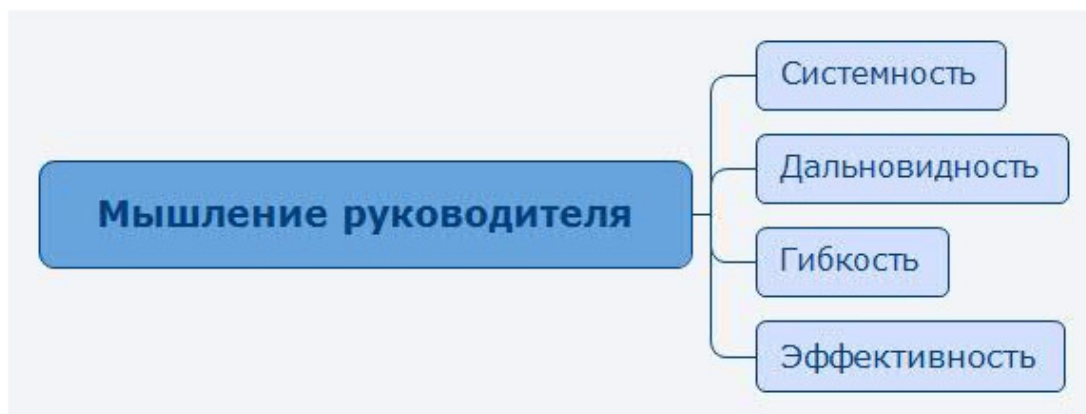 Мышление руководителя
Системность
Дальновидность
Гибкость
Эффективность